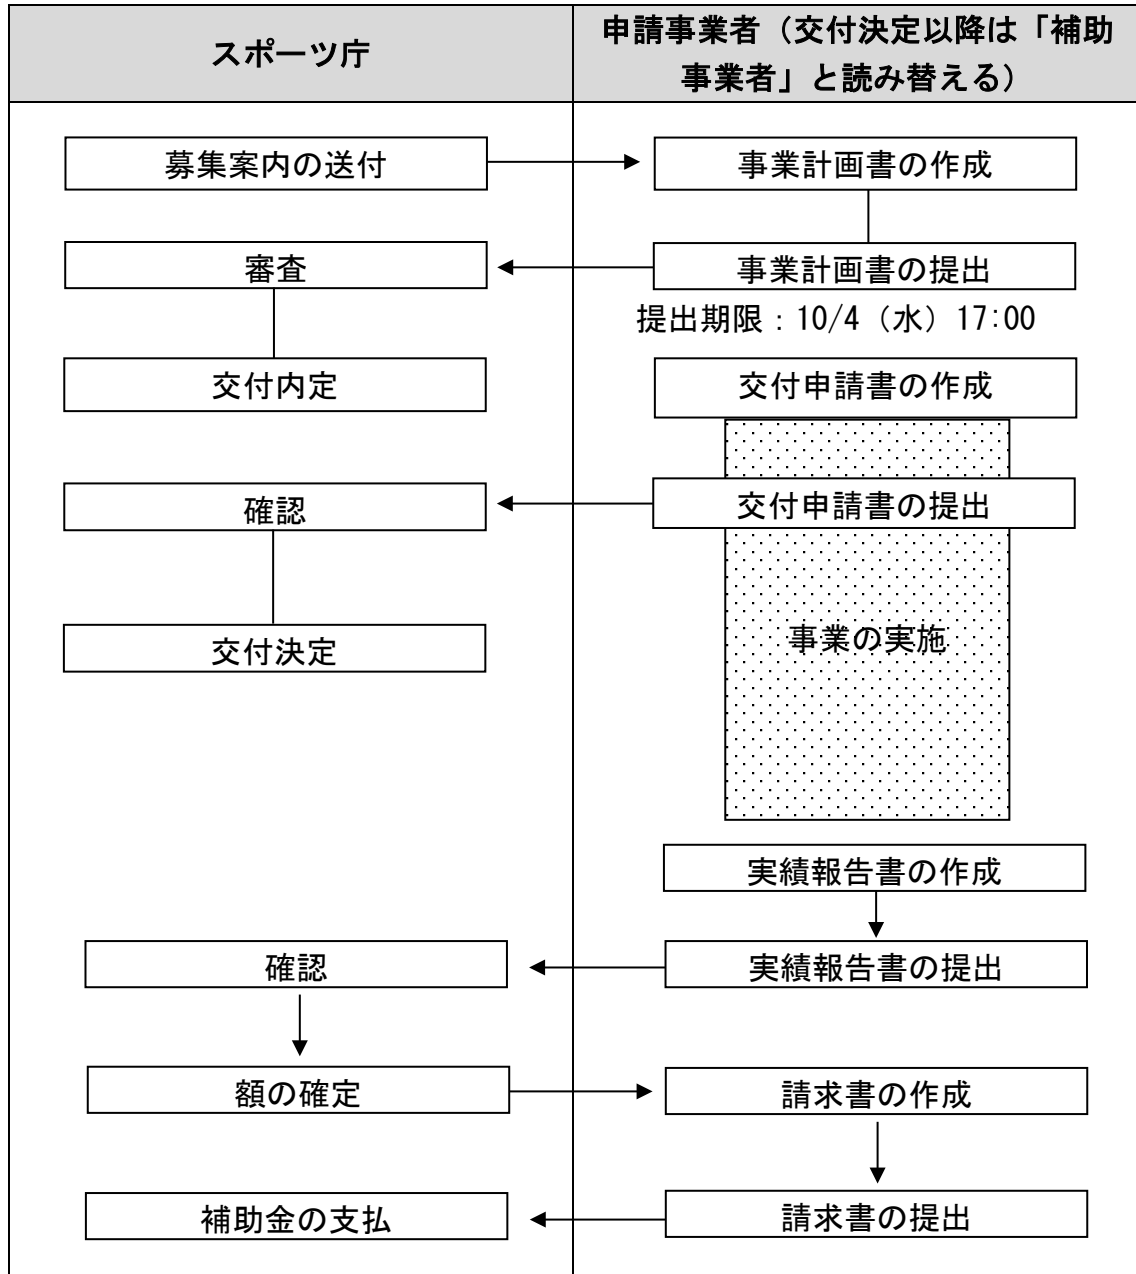 スポーツ庁
申請事業者（交付決定以降は「補助
事業者」と読み替える）
募集案内の送付
事業計画書の作成
審査
事業計画書の提出
提出期限：10/4（水）17:00
交付内定
交付申請書の作成
確認
交付申請書の提出
交付決定
事業の実施
実績報告書の作成
確認
実績報告書の提出
額の確定
請求書の作成
補助金の支払
請求書の提出